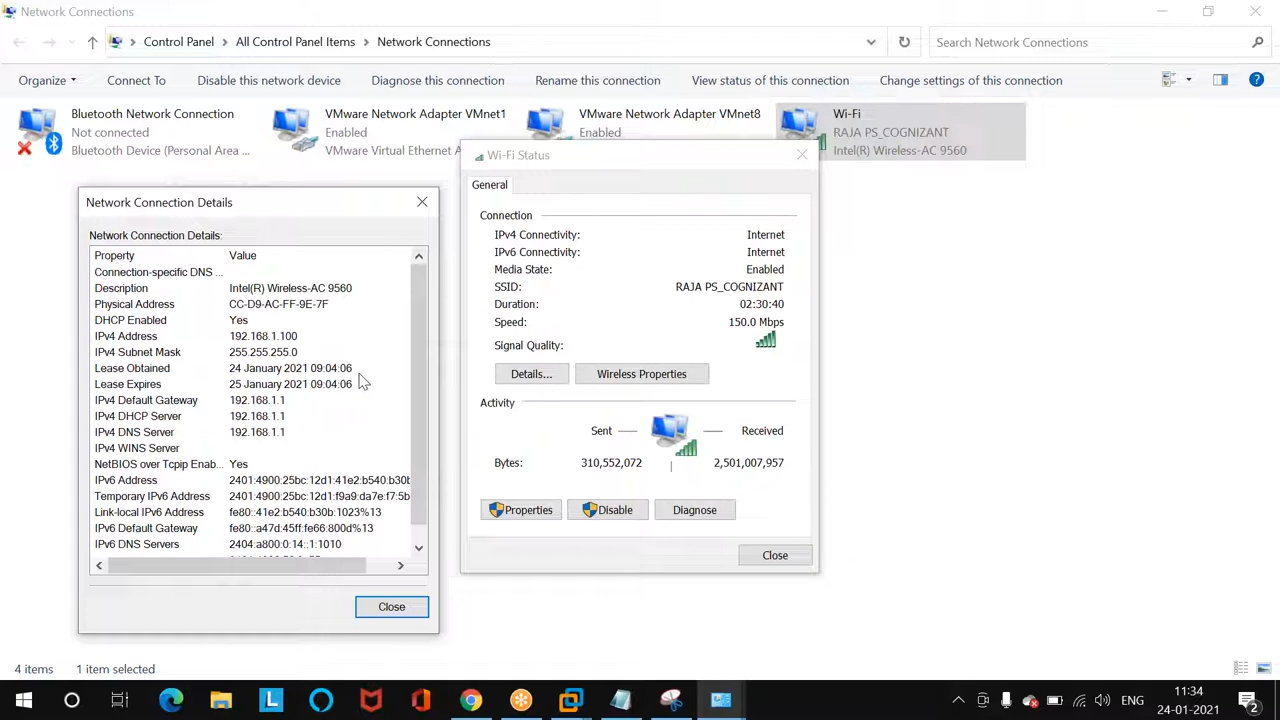 Network Connections
Control Panel
All Control Panel Items
Network Connections
Search Network Connections
Organize
Connect To
Disable this network device
Diagnose this connection
Rename this connection
View status of this connection
Change settings of this connection
Bluetooth Network Connection
Not connected
Bluetooth Device (Personal Area ...
VMware Network Adapter VMnet1
Enabled
VMware Virtual Ethernet A
VMware Network Adapter VMnet8
Enabled
Wi-Fi
RAJA PS_COGNIZANT
Intel(R) Wireless-AC 9560
Network Connection Details
Network Connection Details:
Property Value
Connection-specific DNS ...
Description Intel(R) Wireless-AC 9560
Physical Address CC-D9-AC-FF-9E-7F
DHCP Enabled Yes
IPv4 Address 192.168.1.100
IPv4 Subnet Mask 255.255.255.0
Lease Obtained 24 January 2021 09:04:06
Lease Expires 25 January 2021 09:04:06
IPv4 Default Gateway 192.168.1.1
IPv4 DHCP Server 192.168.1.1
IPv4 DNS Server 192.168.1.1
IPv4 WINS Server
NetBIOS over Tcpip Enab... Yes
IPv6 Address 2401:4900:25bc:12d1:41e2:b540:b30b
Temporary IPv6 Address 2401:4900:25bc:12d1:f9a9:da7e:f7:5b
Link-local IPv6 Address fe80::41e2:b540:b30b:1023%13
IPv6 Default Gateway fe80::a47d:45ff:fe66:800d%13
IPv6 DNS Servers 2404:a800:0:14::1:1010
Close
Wi-Fi Status
General
Connection
IPv4 Connectivity: Internet
IPv6 Connectivity: Internet
Media State: Enabled
SSID: RAJA PS_COGNIZANT
Duration: 02:30:40
Speed: 150.0 Mbps
Signal Quality:
Details...
Wireless Properties
Activity
Sent
Received
Bytes: 310,552,072 2,501,007,957
Properties
Disable
Diagnose
Close
4 items
1 item selected
ENG
11:34
24-01-2021
2